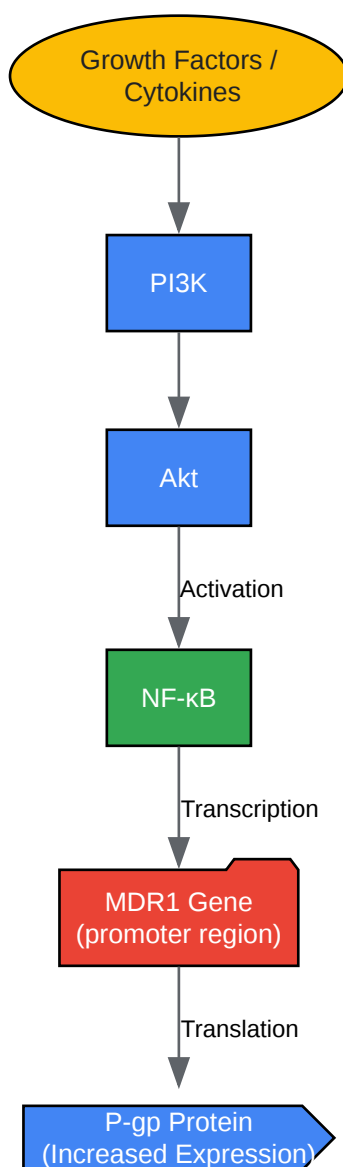 Growth Factors /
Cytokines
PI3K
Akt
Activation
NF-κB
Transcription
MDR1 Gene
(promoter region)
Translation
P-gp Protein
(Increased Expression)